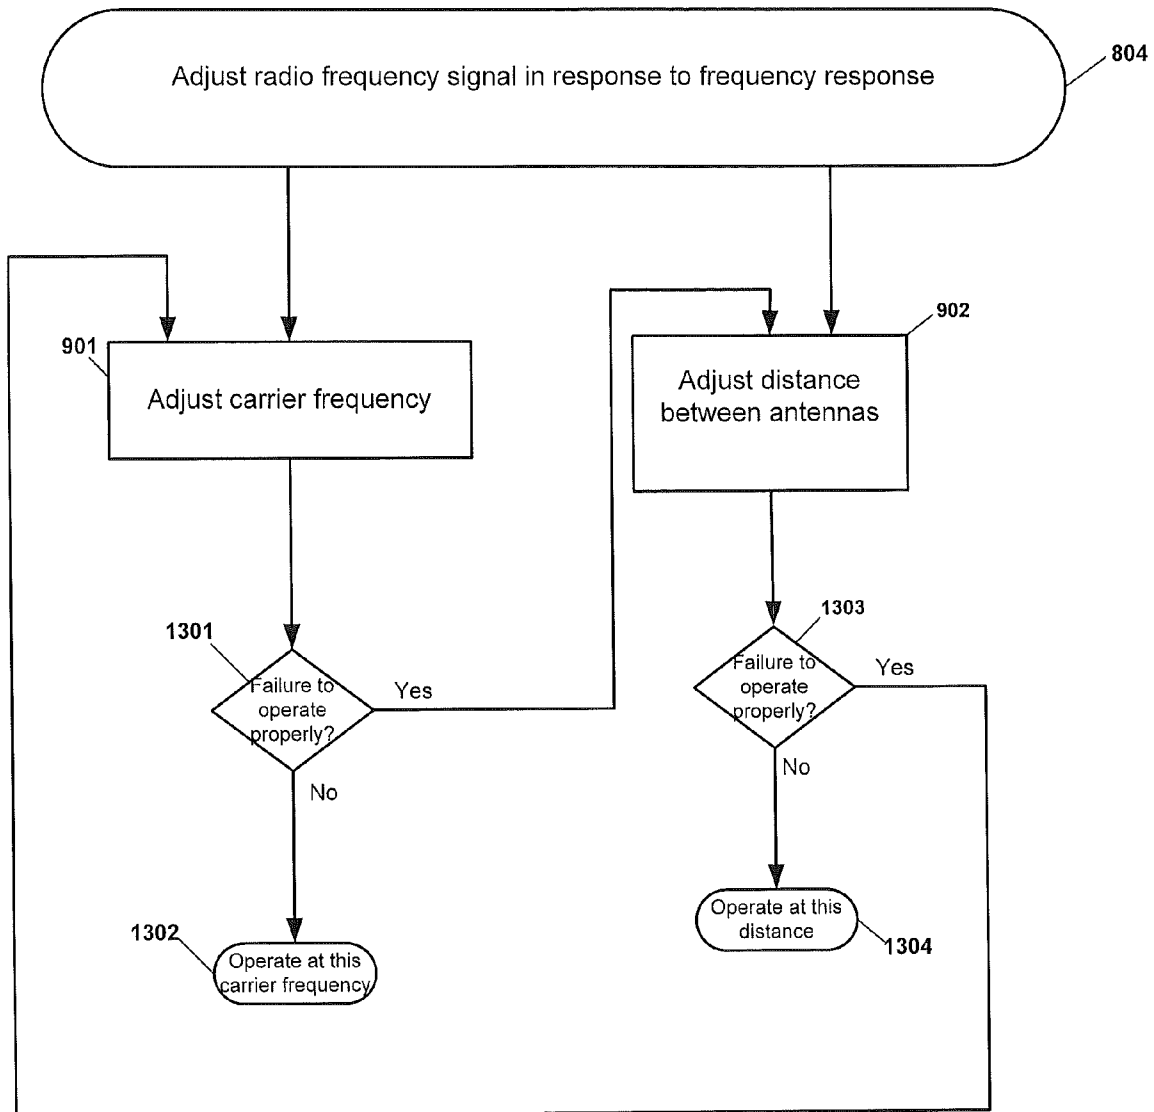 Adjust radio frequency signal in response to frequency response
804
901
Adjust carrier frequency
902
Adjust distance
between antennas
1301
Failure to
operate
properly?
Yes
No
1303
Failure to
operate
properly?
Yes
No
1302
Operate at this
carrier frequency
Operate at this
distance
1304